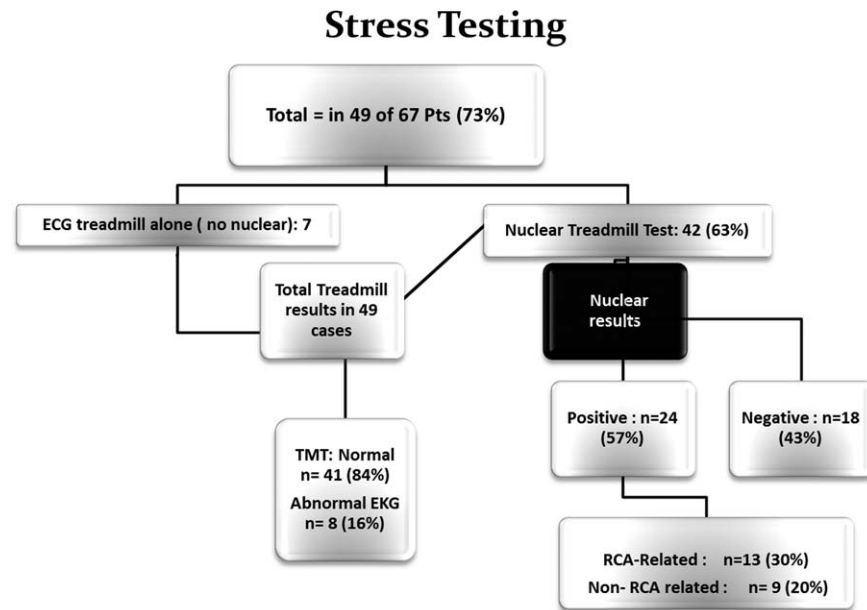 Stress Testing
Total = in 49 of 67 Pts (73%)
ECG treadmill alone ( no nuclear): 7
Nuclear Treadmill Test: 42 (63%)
Total Treadmill
results in 49
cases
Nuclear
results
Positive : n=24
(57%)
Negative : n=18
(43%)
TMT: Normal
n= 41 (84%)
Abnormal EKG
n= 8 (16%)
RCA-Related : n=13 (30%)
Non- RCA related : n= 9 (20%)